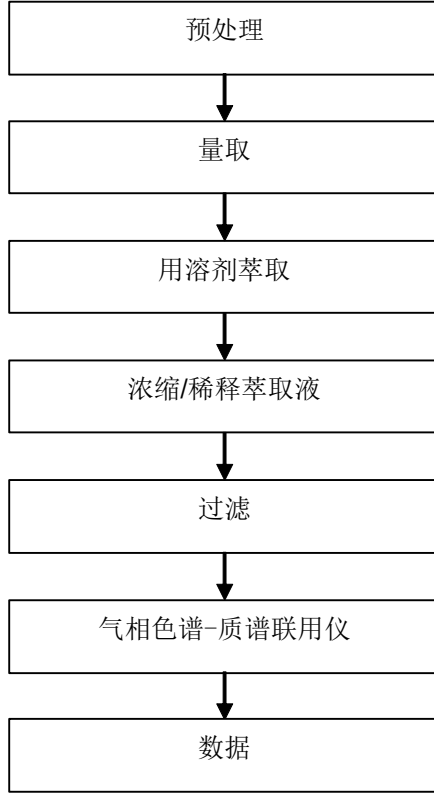 预处理
量取
用溶剂萃取
浓缩/稀释萃取液
过滤
气相色谱-质谱联用仪
数据